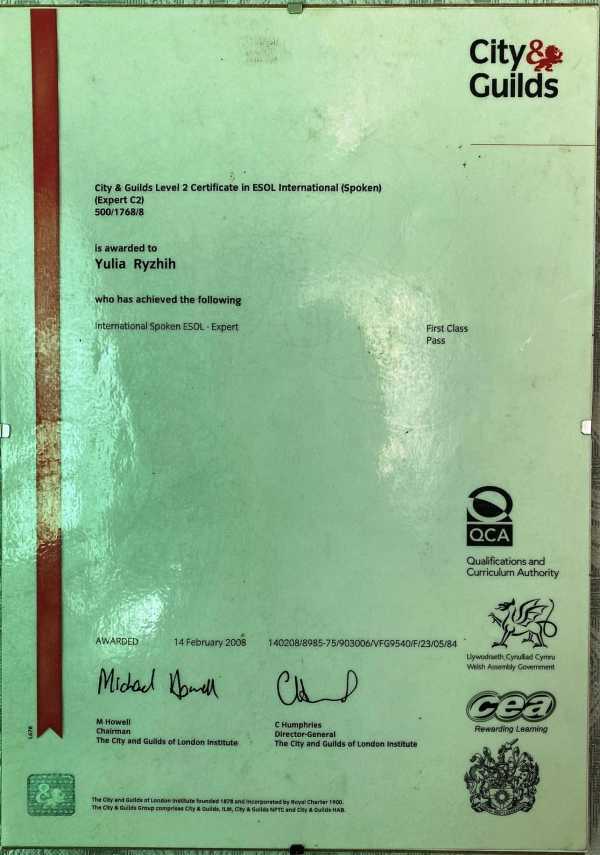 City&
Guilds
City & Guilds Level 2 Certificate in ESOL International (Spoken)
(Expert C2)
500/1768/8
is awarded to
Yulia Ryzhih
who has achieved the following
International Spoken ESOL - Expert
First Class
Pass
QCA
Qualifications and
Curriculum Authority
Llywodraeth Cynulliad Cymru
Welsh Assembly Government
AWARDED 14 February 2008 140208/8985-75/903006/VFG9540/F/23/05/84
Michael Howell
M Howell
Chairman
The City and Guilds of London Institute
C Humphries
Director-General
The City and Guilds of London Institute
cea
Rewarding Learning
The City and Guilds of London Institute founded 1878 and incorporated by Royal Charter 1900.
The City & Guilds Group comprises City & Guilds, ILM, City & Guilds NPTC and City & Guilds HAB.